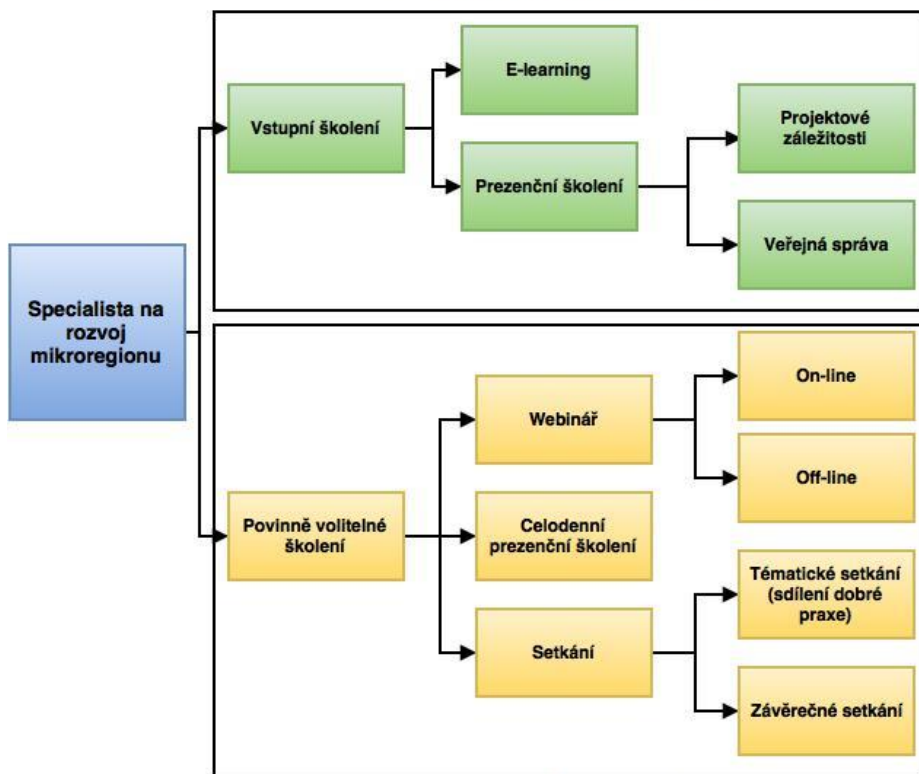 E-learning
Vstupní školení
Projektové
záležitosti
Prezenční školení
Veřejná správa
Specialista na
rozvoj
mikroregionu
On-line
Webinář
Off-line
Povinně volitelné
školení
Celodenní
prezenční školení
Tématické setkání
(sdílení dobré
praxe)
Setkání
Závěrečné setkání